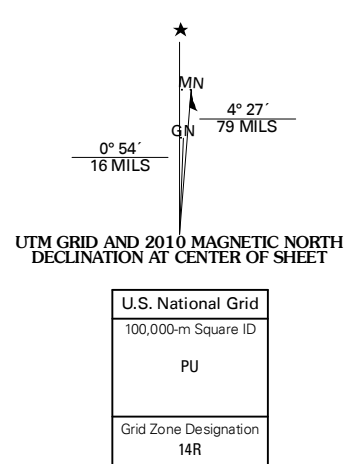 MN
4° 27´
79 MILS
GN
0° 54´
16 MILS
UTM GRID AND 2010 MAGNETIC NORTH
DECLINATION AT CENTER OF SHEET
U.S. National Grid
100,000-m Square ID
PU
Grid Zone Designation
14R